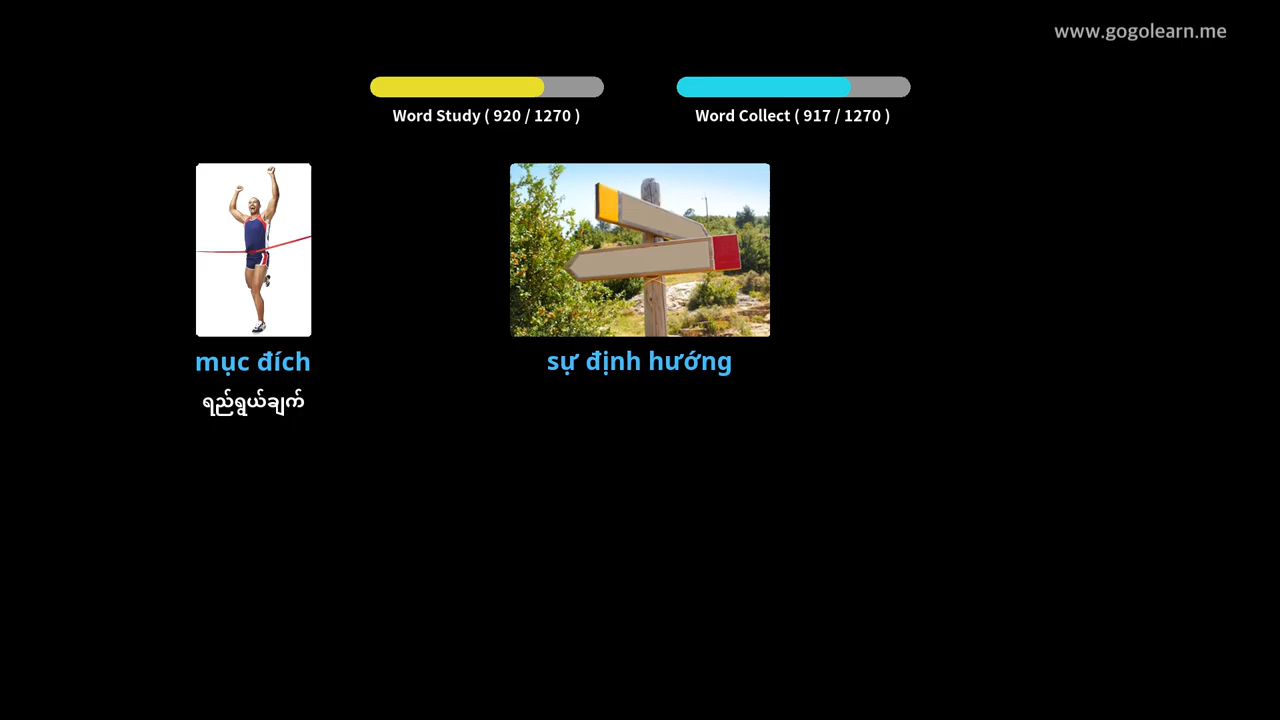 www.gogolearn.me
Word Study ( 920 / 1270 )
Word Collect ( 917 / 1270 )
mục đích
sự định hướng
ရည်ရွယ်ချက်